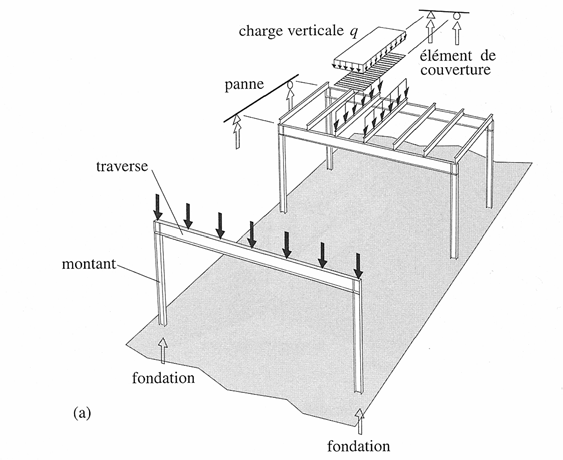 charge verticale q
élément de
couverture
panne
traverse
montant
fondation
(a)
fondation